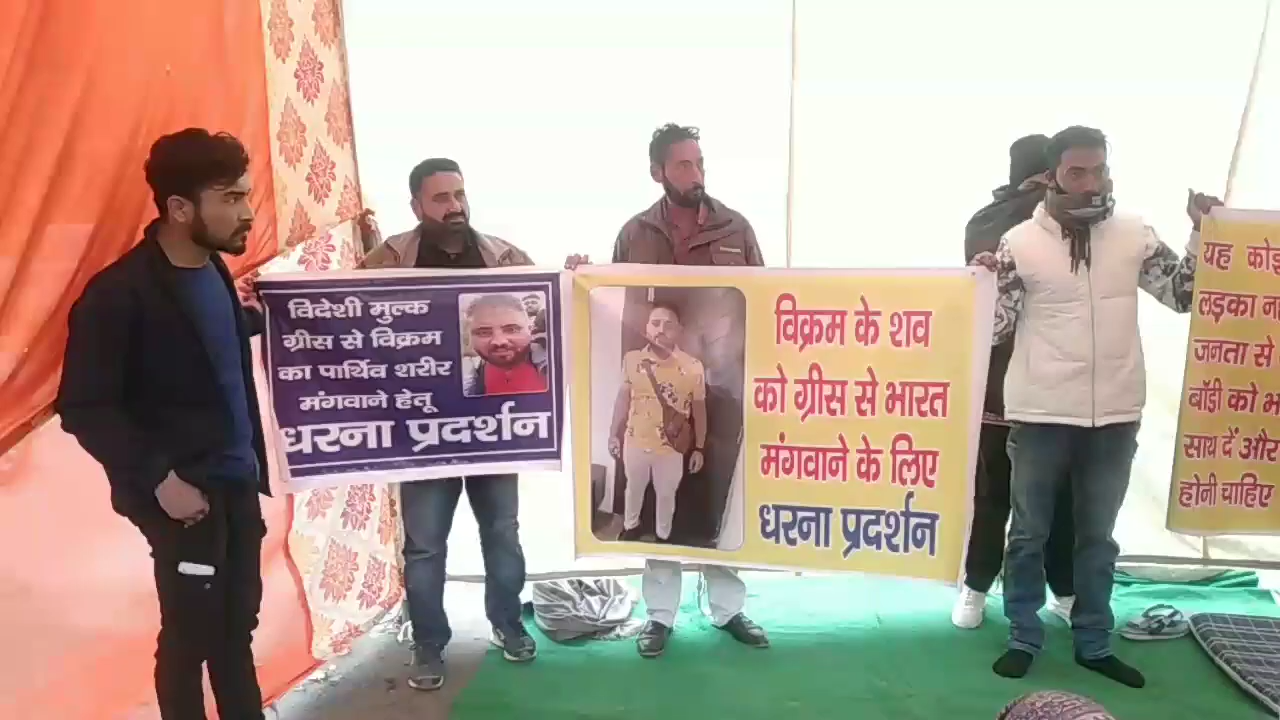 विदेशी मुल्क
ग्रीस से विक्रम
का पार्थिव शरीर
मंगवाने हेतू
धरना प्रदर्शन
विक्रम के शव
को ग्रीस से भारत
मंगवाने के लिए
धरना प्रदर्शन
यह कोई
लड़का
जनता से
बॉडी को
साथ दें और
होनी चाहिए